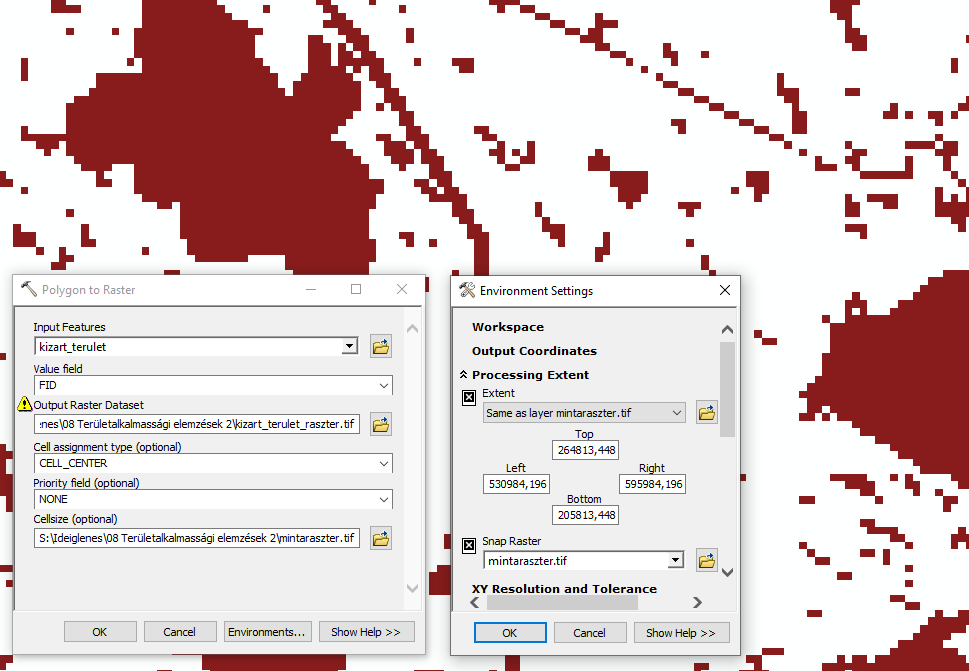 Polygon to Raster
Input Features
kizart_terulet
Value field
FID
Output Raster Dataset
:nes\08 Területalkalmassági elemzések 2\kizart_terulet_raszter.tif
Cell assignment type (optional)
CELL_CENTER
Priority field (optional)
NONE
Cellsize (optional)
S:\Ideiglenes\08 Területalkalmassági elemzések 2\mintaraszter.tif
OK
Cancel
Environments...
Show Help >>
Environment Settings
Workspace
Output Coordinates
Processing Extent
Extent
Same as layer mintaraszter.tif
Top
264813,448
Left
Right
530984,196
595984,196
Bottom
205813,448
Snap Raster
mintaraszter.tif
XY Resolution and Tolerance
OK
Cancel
Show Help >>